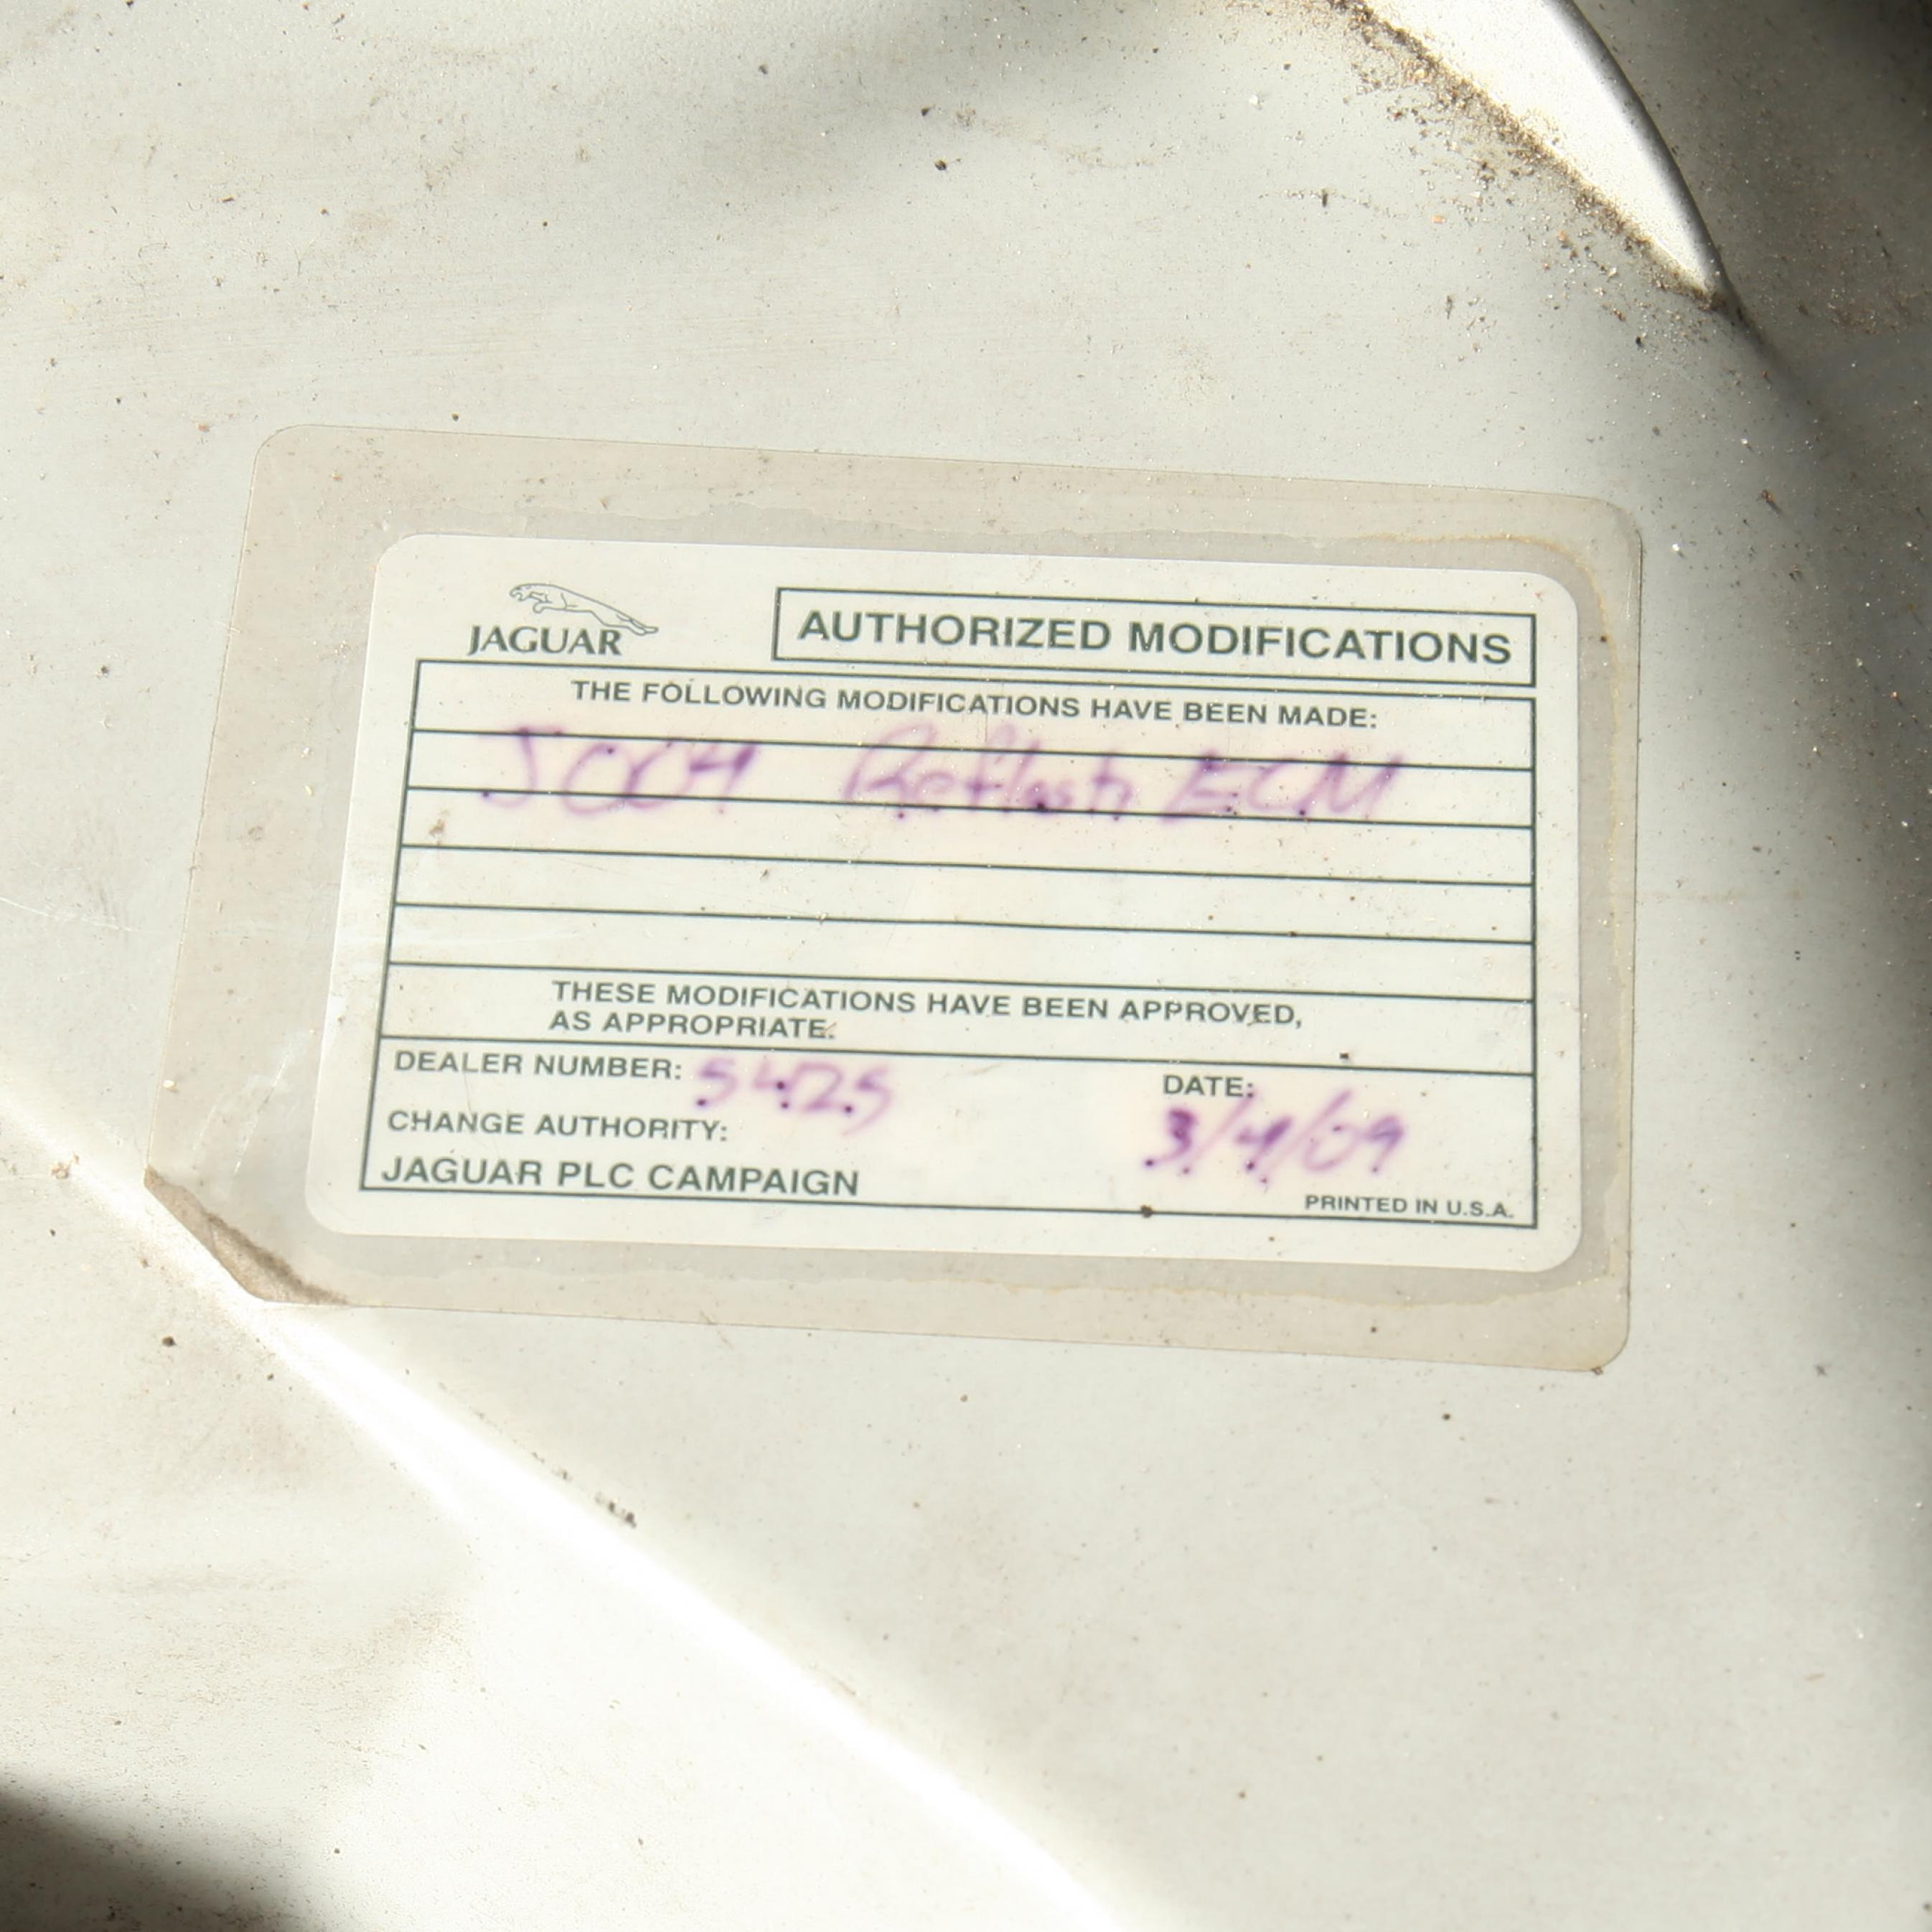 JAGUAR
AUTHORIZED MODIFICATIONS
THE FOLLOWING MODIFICATIONS HAVE BEEN MADE:
Reflash ECM
THESE MODIFICATIONS HAVE BEEN APPROVED,
AS APPROPRIATE.
DEALER NUMBER: 5425
DATE:
3/4/09
CHANGE AUTHORITY:
JAGUAR PLC CAMPAIGN
PRINTED IN U.S.A.